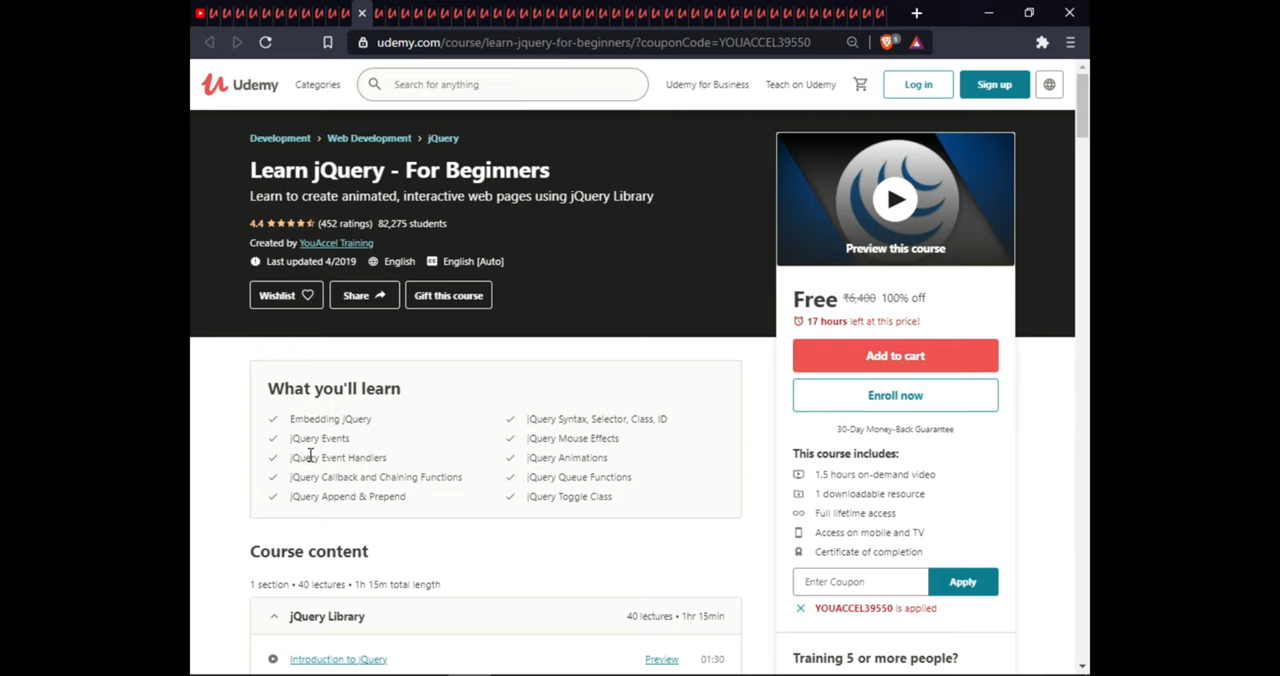 udemy.com/course/learn-jquery-for-beginners/?couponCode=YOUACCEL39550
Udemy
Categories
Search for anything
Udemy for Business
Teach on Udemy
Log in
Sign up
Development > Web Development > jQuery
Learn jQuery - For Beginners
Learn to create animated, interactive web pages using jQuery Library
4.4 (452 ratings) 82,275 students
Created by YouAccel Training
Last updated 4/2019 English English [Auto]
Wishlist
Share
Gift this course
Preview this course
Free ₹6,400 100% off
17 hours left at this price!
Add to cart
Enroll now
30-Day Money-Back Guarantee
This course includes:
1.5 hours on-demand video
1 downloadable resource
Full lifetime access
Access on mobile and TV
Certificate of completion
Enter Coupon
Apply
YOUACCEL39550 is applied
Training 5 or more people?
What you'll learn
Embedding jQuery
jQuery Syntax, Selector, Class, ID
jQuery Events
jQuery Mouse Effects
jQuery Event Handlers
jQuery Animations
jQuery Callback and Chaining Functions
jQuery Queue Functions
jQuery Append & Prepend
jQuery Toggle Class
Course content
1 section • 40 lectures • 1h 15m total length
jQuery Library
40 lectures • 1hr 15min
Introduction to jQuery
Preview
01:30